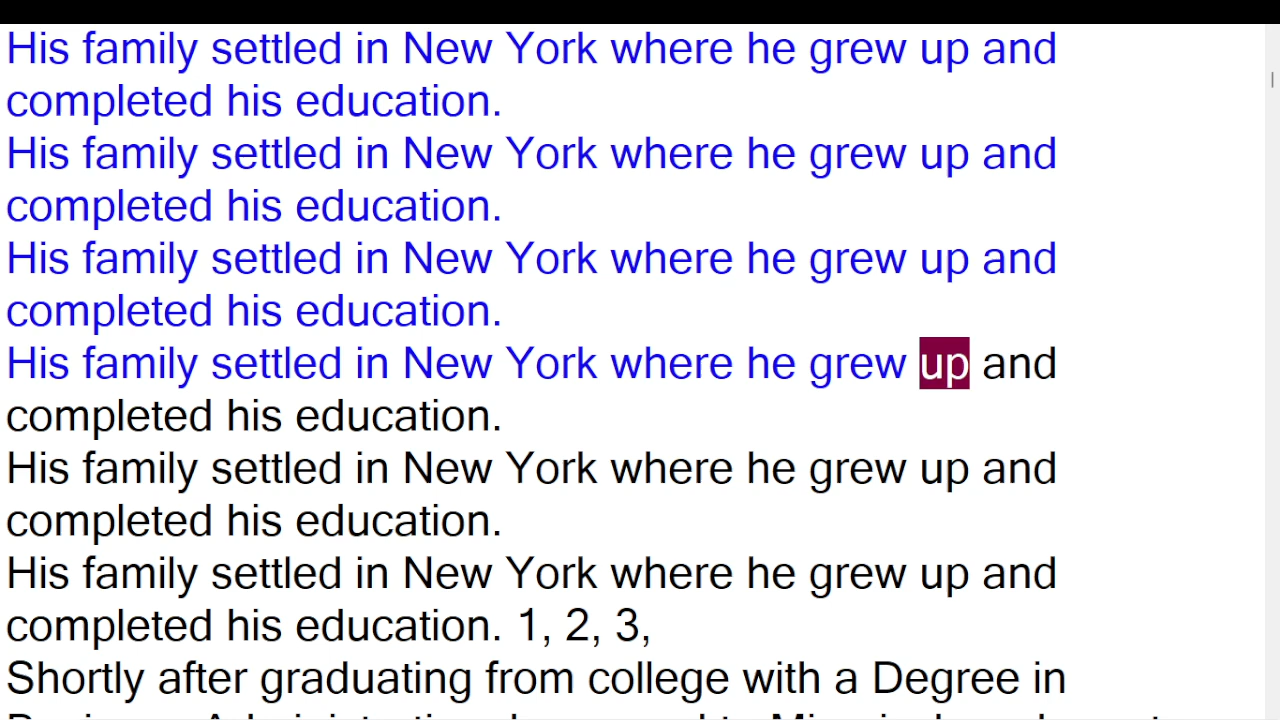 His family settled in New York where he grew up and
completed his education.
His family settled in New York where he grew up and
completed his education.
His family settled in New York where he grew up and
completed his education.
His family settled in New York where he grew up and
completed his education.
His family settled in New York where he grew up and
completed his education.
His family settled in New York where he grew up and
completed his education. 1, 2, 3,
Shortly after graduating from college with a Degree in